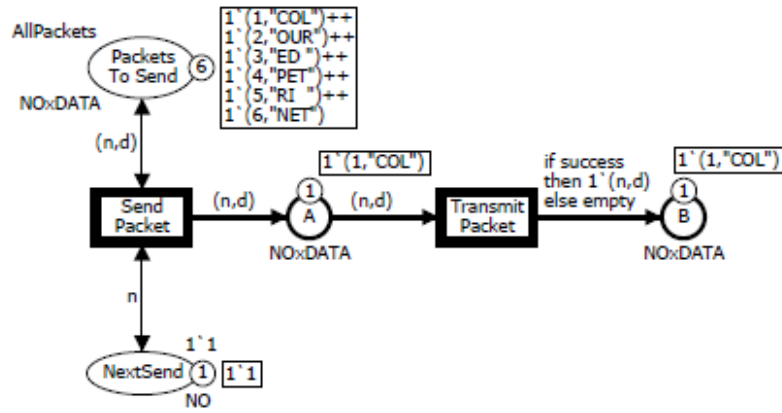 AllPackets
Packets
To Send
6
1`(1,"COL")++
1`(2,"OUR")++
1`(3,"ED ")++
1`(4,"PET")++
1`(5,"RI ")++
1`(6,"NET")
NOxDATA
(n,d)
Send
Packet
(n,d)
1`(1,"COL")
1
A
NOxDATA
(n,d)
Transmit
Packet
if success
then 1`(n,d)
else empty
1`(1,"COL")
1
B
NOxDATA
n
1`1
NextSend
1
1`1
NO